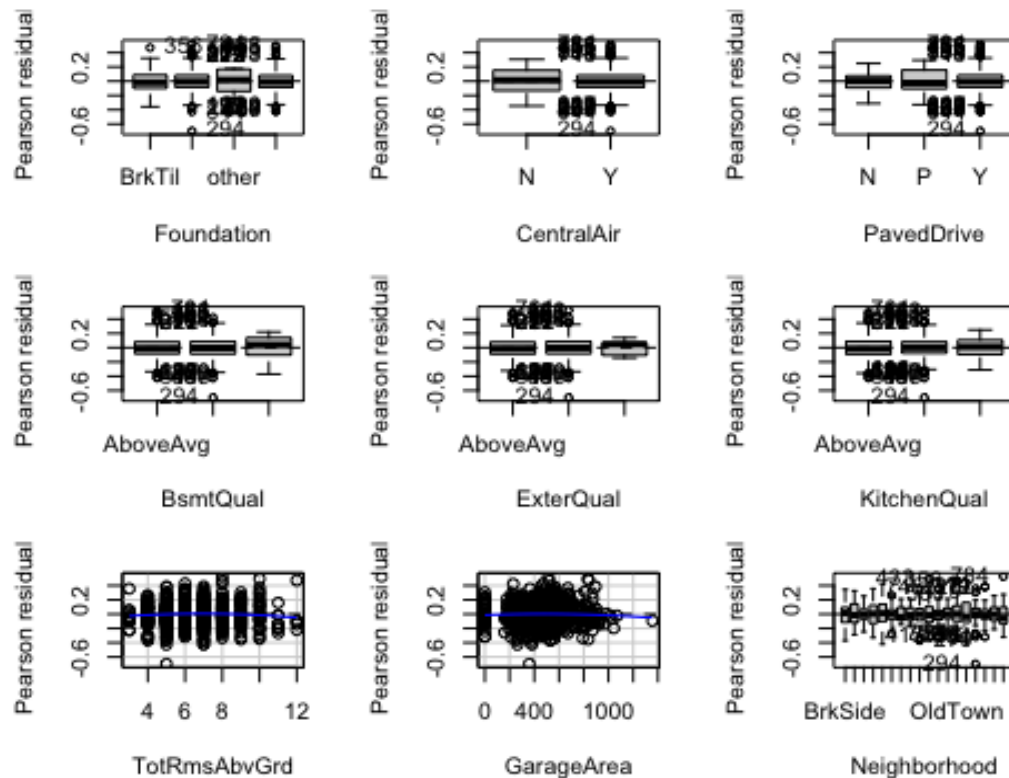 Pearson residual
0.2
-0.6
294
BrkTil other
Foundation
Pearson residual
0.2
-0.6
294
N Y
CentralAir
Pearson residual
0.2
-0.6
294
N P Y
PavedDrive
Pearson residual
0.2
-0.6
294
AboveAvg
BsmtQual
Pearson residual
0.2
-0.6
294
AboveAvg
ExterQual
Pearson residual
0.2
-0.6
294
AboveAvg
KitchenQual
Pearson residual
0.2
-0.6
4 6 8 12
TotRmsAbvGrd
Pearson residual
0.2
-0.6
0 400 1000
GarageArea
Pearson residual
0.2
-0.6
294
BrkSide OldTown
Neighborhood